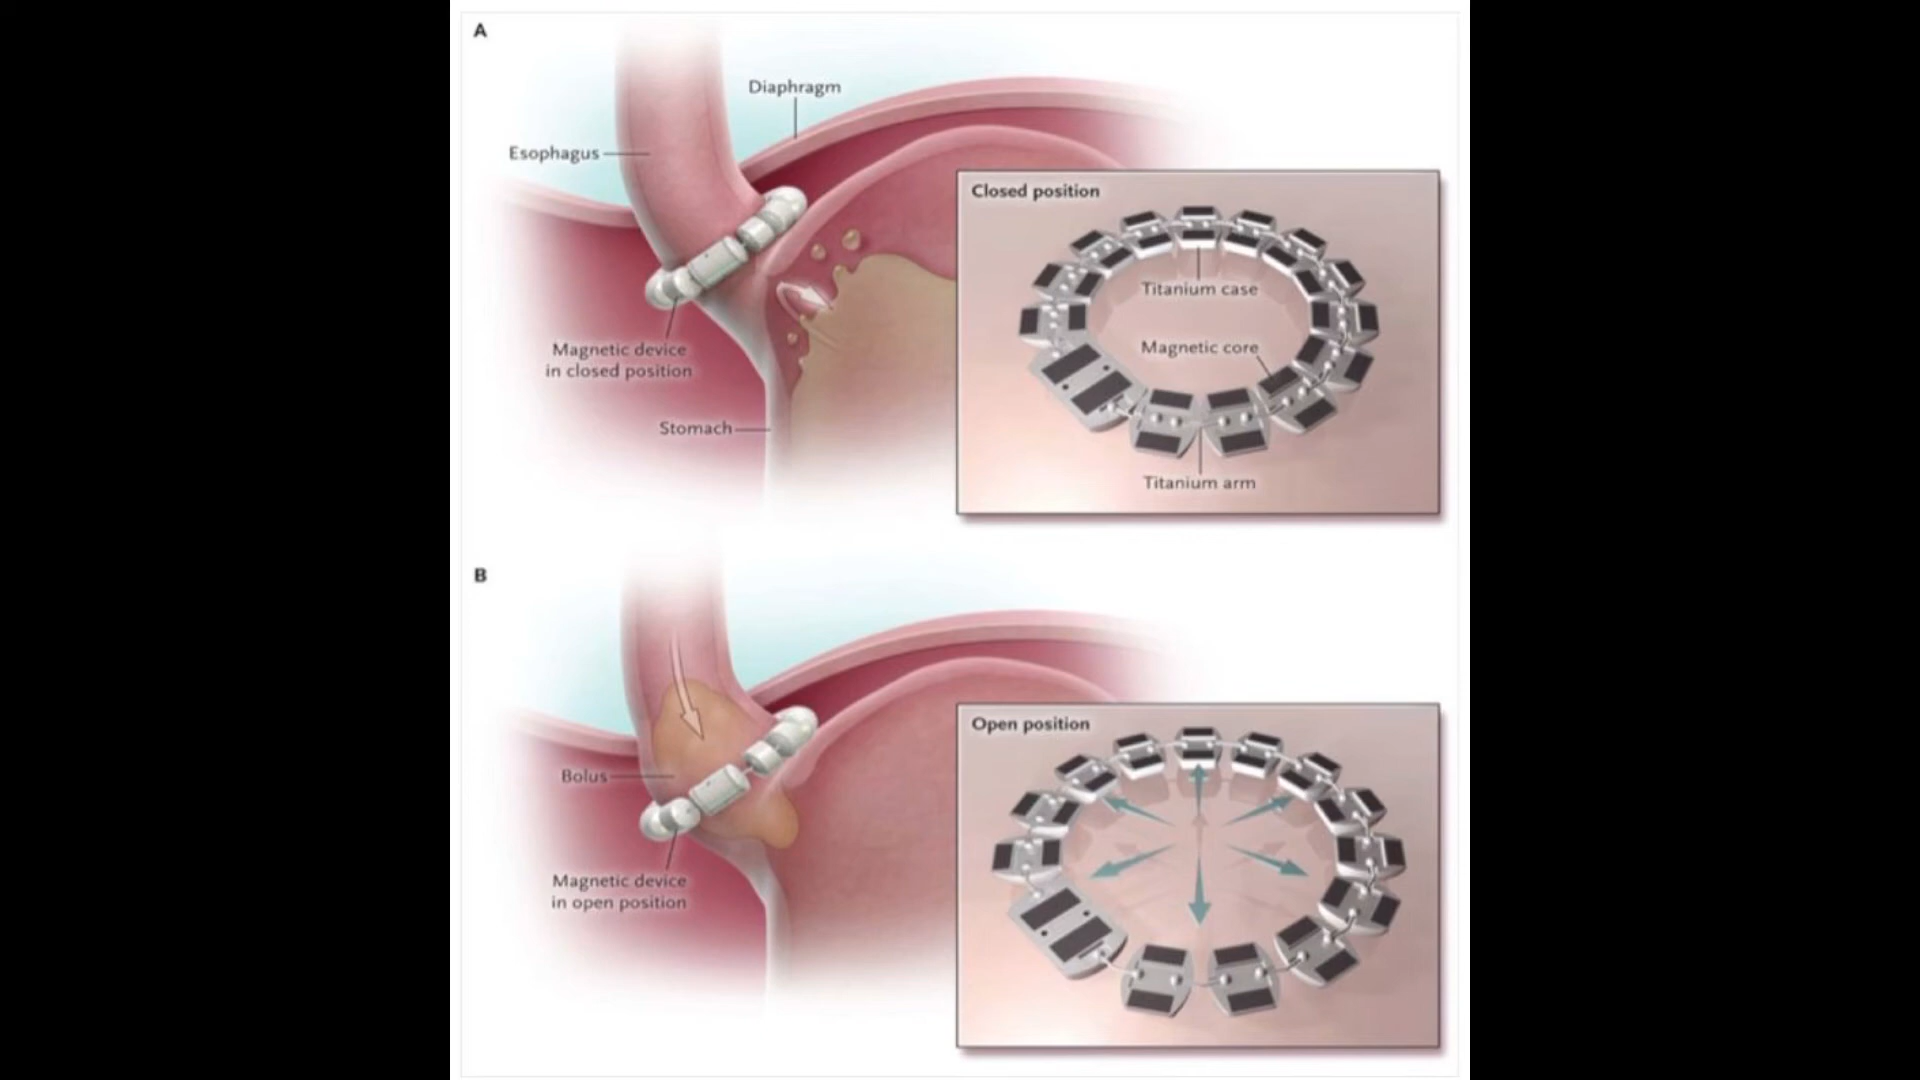 A
Diaphragm
Esophagus
Closed position
Titanium case
Magnetic core
Magnetic device
in closed position
Stomach
Titanium arm
B
Open position
Bolus
Magnetic device
in open position